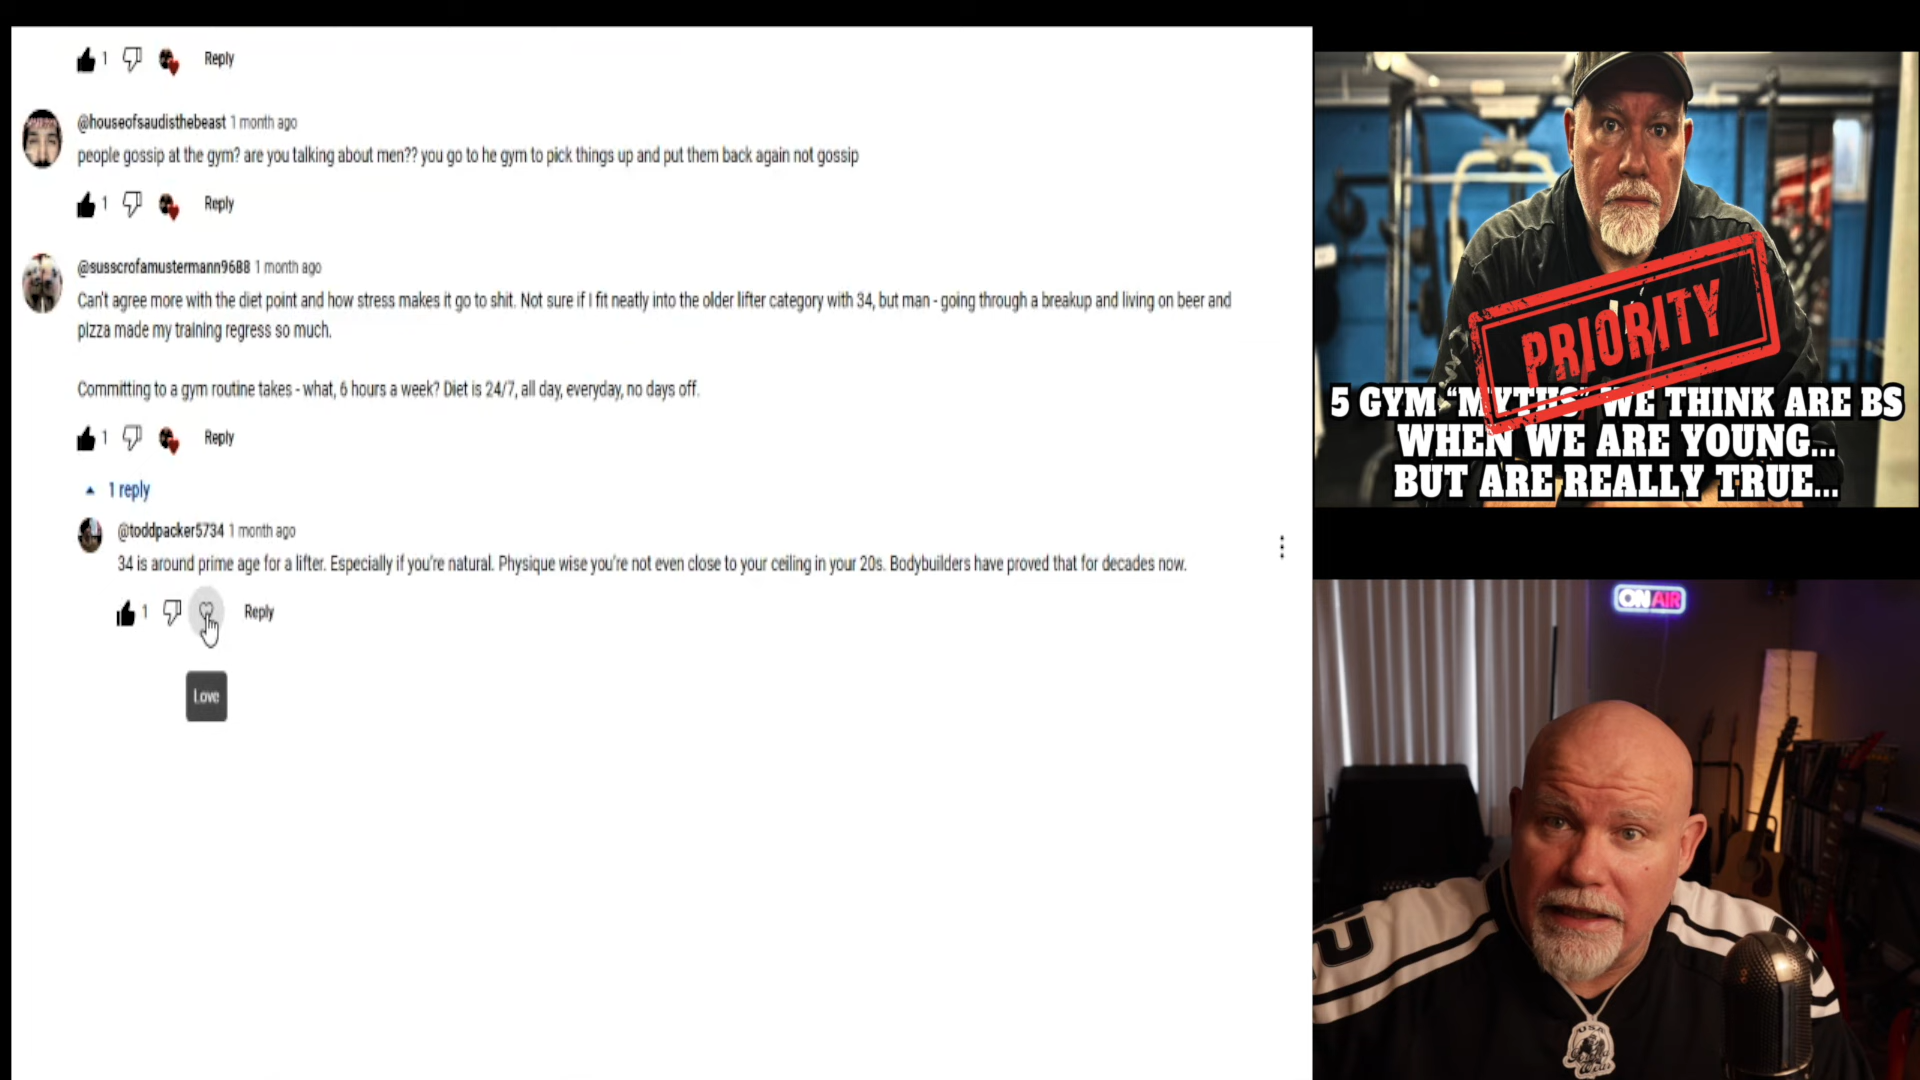 1 Reply
@houseofsaudisthebeast 1 month ago
people gossip at the gym? are you talking about men?? you go to he gym to pick things up and put them back again not gossip
1 Reply
@susscrofamustermann9688 1 month ago
Can't agree more with the diet point and how stress makes it go to shit. Not sure if I fit neatly into the older lifter category with 34, but man - going through a breakup and living on beer and
pizza made my training regress so much.
Committing to a gym routine takes - what, 6 hours a week? Diet is 24/7, all day, everyday, no days off.
1 Reply
1 reply
@toddpacker5734 1 month ago
34 is around prime age for a lifter. Especially if you're natural. Physique wise you're not even close to your ceiling in your 20s. Bodybuilders have proved that for decades now.
1 Reply
Love
PRIORITY
5 GYM "MYTHS" WE THINK ARE BS
WHEN WE ARE YOUNG...
BUT ARE REALLY TRUE...
ON AIR
2
USA